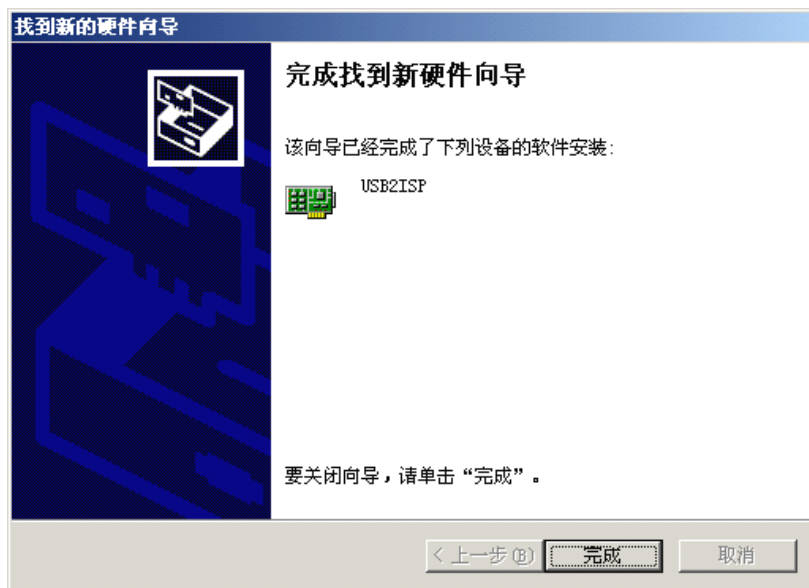 找到新的硬件向导
完成找到新硬件向导
该向导已经完成了下列设备的软件安装:
USB2ISP
要关闭向导，请单击“完成”。
< 上一步(B)
完成
取消